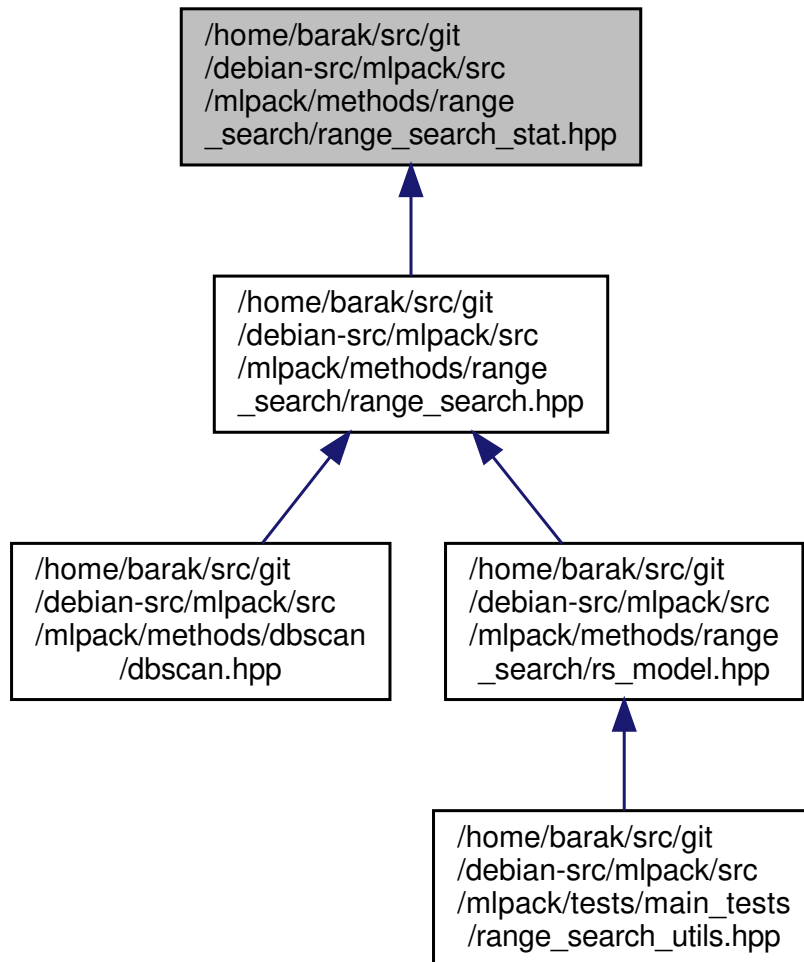 /home/barak/src/git
/debian-src/mlpack/src
/mlpack/methods/range
_search/range_search_stat.hpp
/home/barak/src/git
/debian-src/mlpack/src
/mlpack/methods/range
_search/range_search.hpp
/home/barak/src/git
/debian-src/mlpack/src
/mlpack/methods/dbscan
/dbscan.hpp
/home/barak/src/git
/debian-src/mlpack/src
/mlpack/methods/range
_search/rs_model.hpp
/home/barak/src/git
/debian-src/mlpack/src
/mlpack/tests/main_tests
/range_search_utils.hpp